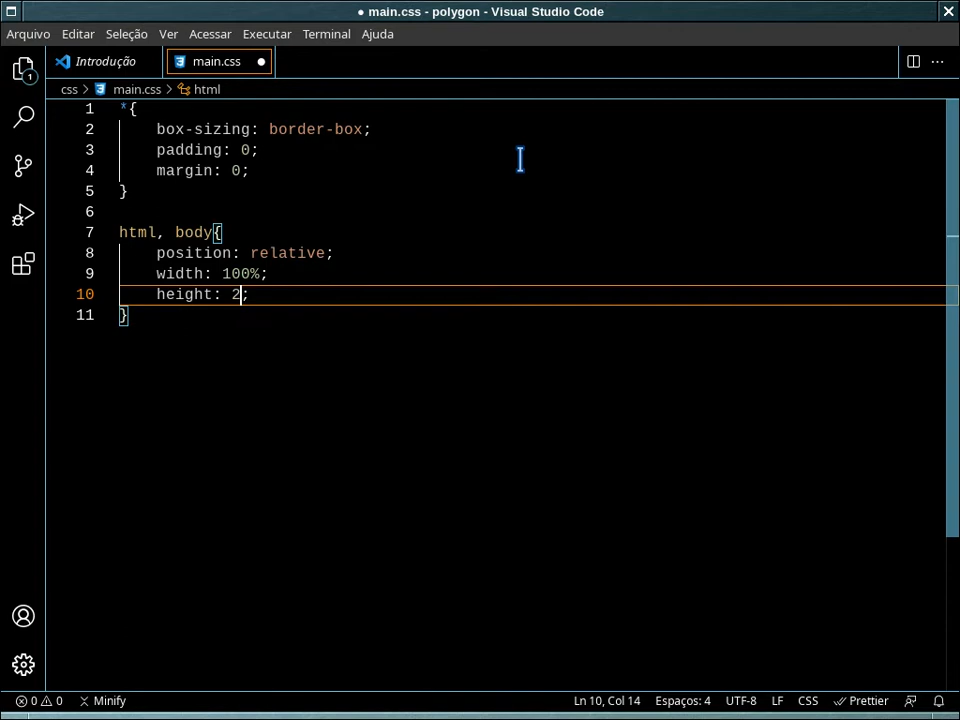 main.css - polygon - Visual Studio Code
Arquivo Editar Seleção Ver Acessar Executar Terminal Ajuda
Introdução main.css
css > main.css > html
1 *{
2 box-sizing: border-box;
3 padding: 0;
4 margin: 0;
5 }
6
7 html, body{
8 position: relative;
9 width: 100%;
10 height: 2;
11 }
1
0 0 Minify Ln 10, Col 14 Espaços: 4 UTF-8 LF CSS Prettier